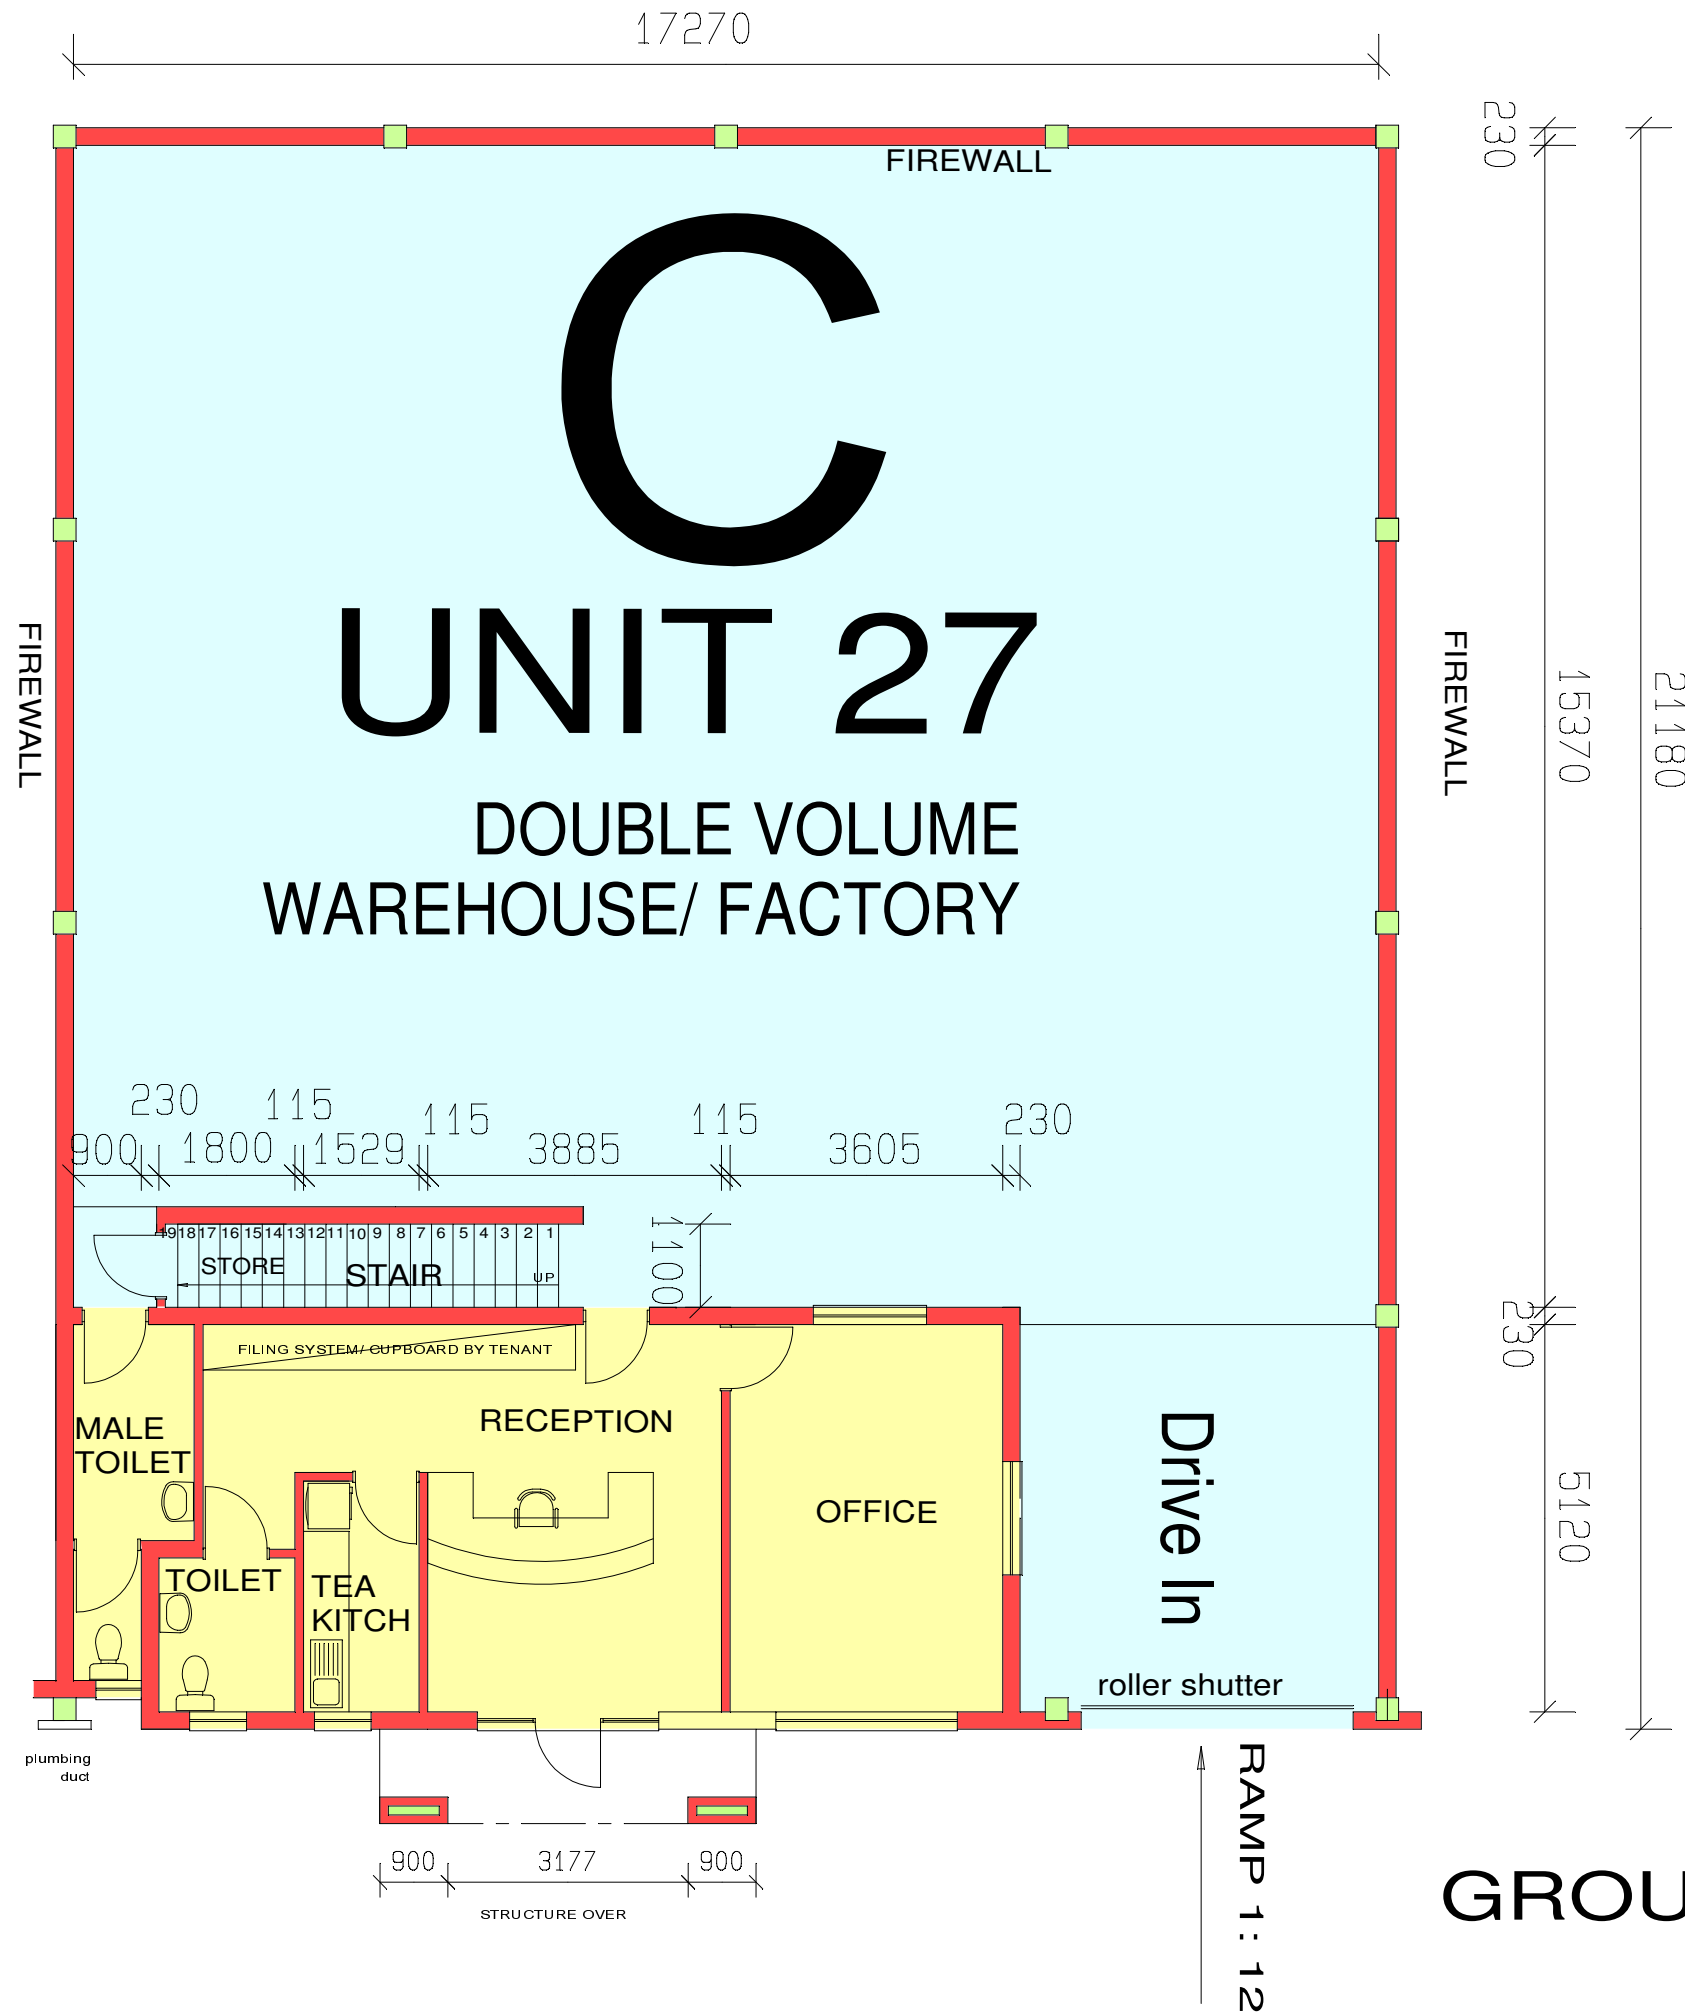 17270
230
FIREWALL
C
UNIT 27
DOUBLE VOLUME
WAREHOUSE/ FACTORY
FIREWALL
FIREWALL
15370
21180
230
115
115
115
230
900
1800
1529
3885
3605
19 18 17 16 15 14 13 12 11 10 9 8 7 6 5 4 3 2 1
STORE
STAIR
UP
1100
230
FILING SYSTEM/ CUPBOARD BY TENANT
MALE
TOILET
RECEPTION
OFFICE
Drive In
5120
TOILET
TEA
KITCH
roller shutter
plumbing
duct
RAMP 1: 12
900
3177
900
STRUCTURE OVER
GROU